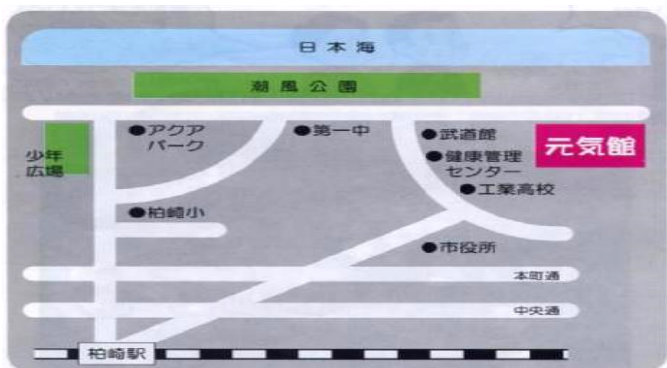 日本海
潮風公園
少年
広場
●アクア
パーク
●第一中
●武道館
●健康管理
センター
●工業高校
元気館
●柏崎小
●市役所
本町通
中央通
柏崎駅